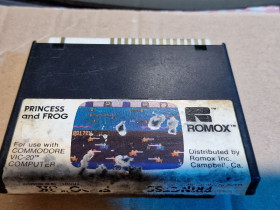 PRINCESS
and FROG
For use with
COMMODORE
VIC-20™
COMPUTER
ROMOX™
Distributed by
Romox Inc.
Campbell, Ca.